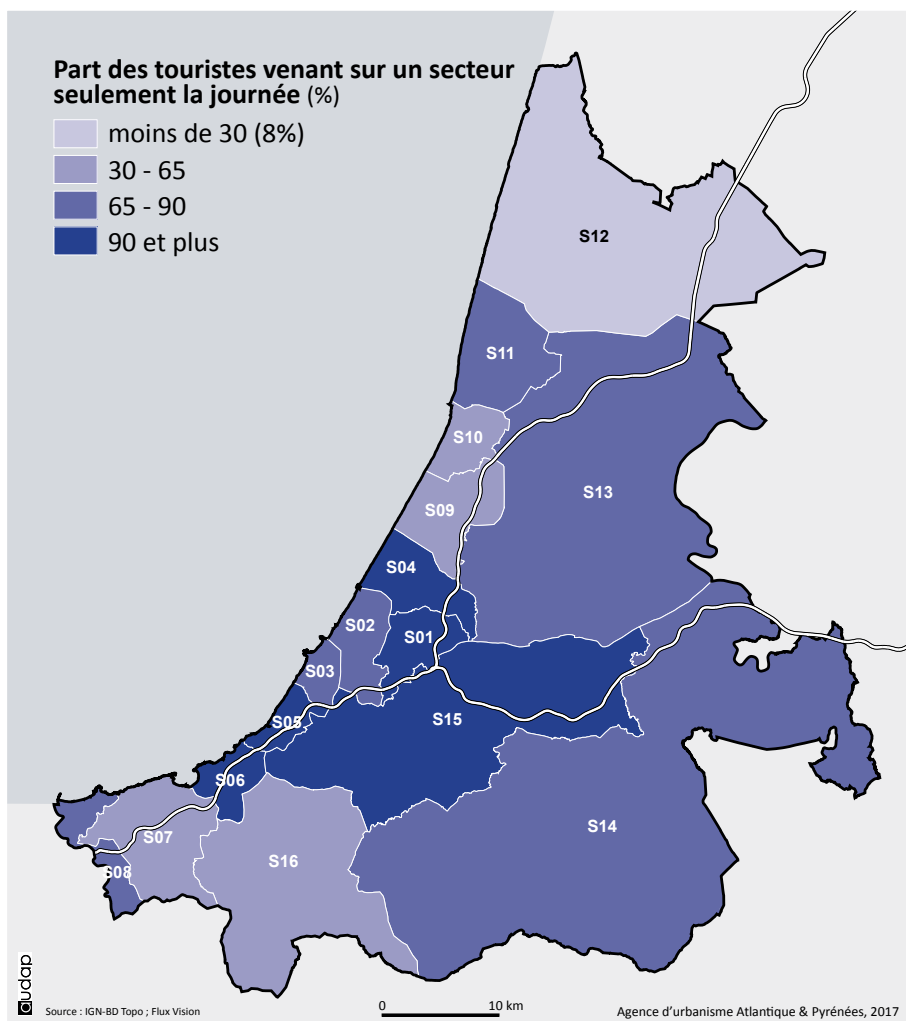 Part des touristes venant sur un secteur
seulement la journée (%)
moins de 30 (8%)
30 - 65
65 - 90
90 et plus
S12
S11
S10
S13
S09
S04
S02
S01
S03
S05
S15
S06
S07
S14
S16
S08
audap
Source : IGN-BD Topo ; Flux Vision
0 10 km
Agence d'urbanisme Atlantique & Pyrénées, 2017